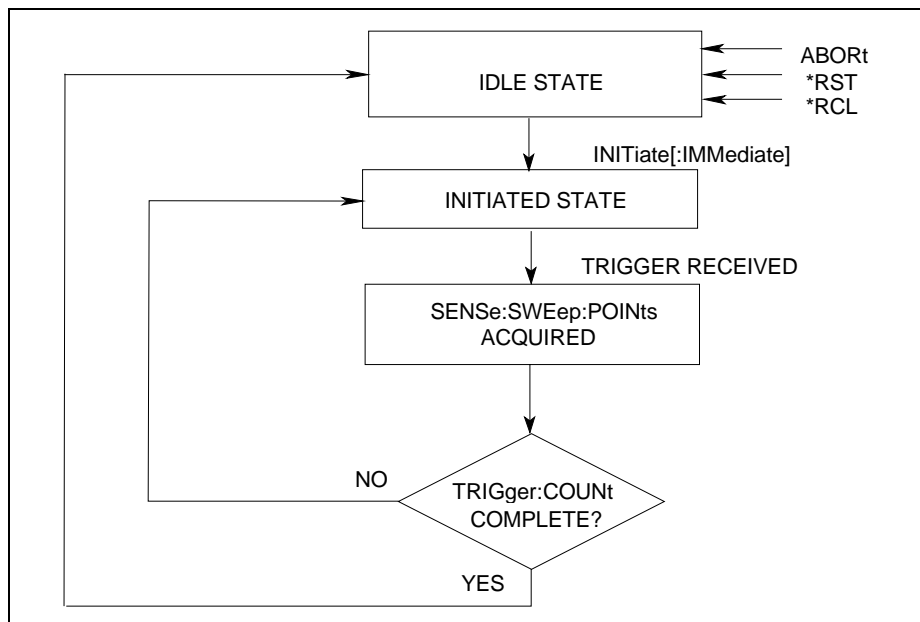 IDLE STATE
ABORt
*RST
*RCL
INITiate[:IMMediate]
INITIATED STATE
TRIGGER RECEIVED
SENSe:SWEep:POINts
ACQUIRED
NO
TRIGger:COUNt
COMPLETE?
YES